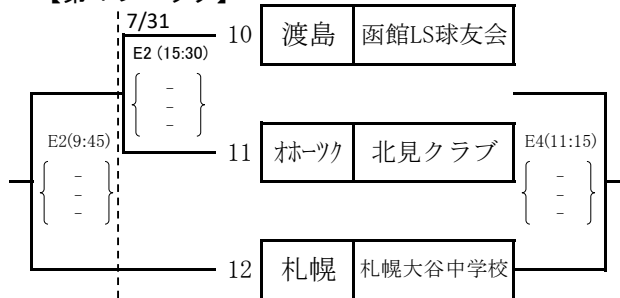 7/31
10 渡島 函館LS球友会
E2 (15:30)
E2(9:45)
11 ｵﾎｰﾂｸ 北見クラブ
E4(11:15)
12 札幌 札幌大谷中学校